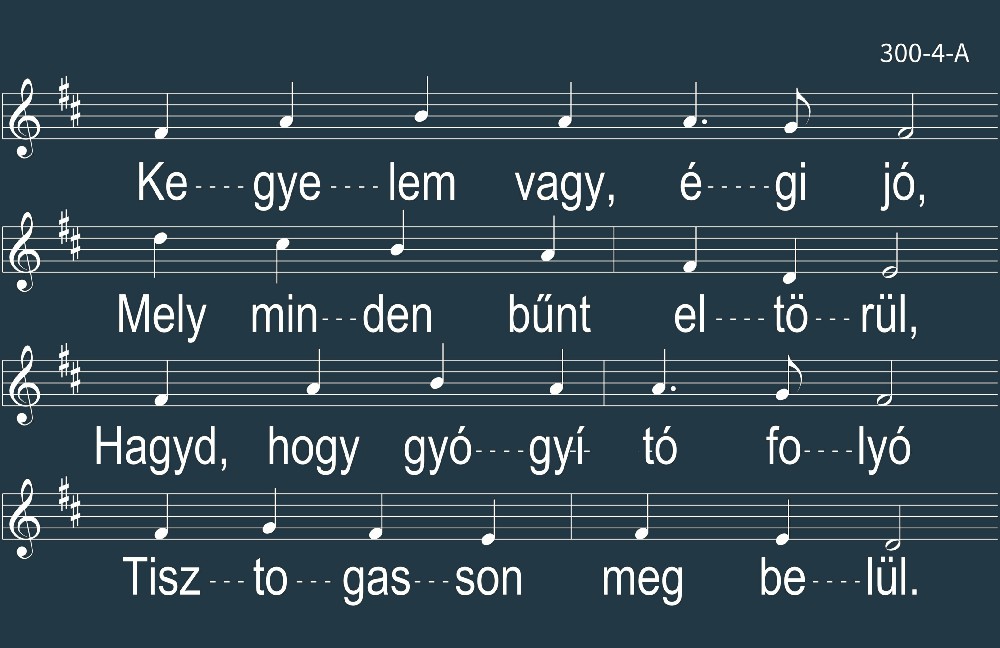 300-4-A
Ke----gye----lem vagy, é-----gi jó,
Mely min---den bűnt el----tö---rül,
Hagyd, hogy gyó----gyí- tó fo----lyó
Tisz---to---gas---son meg be----lül.